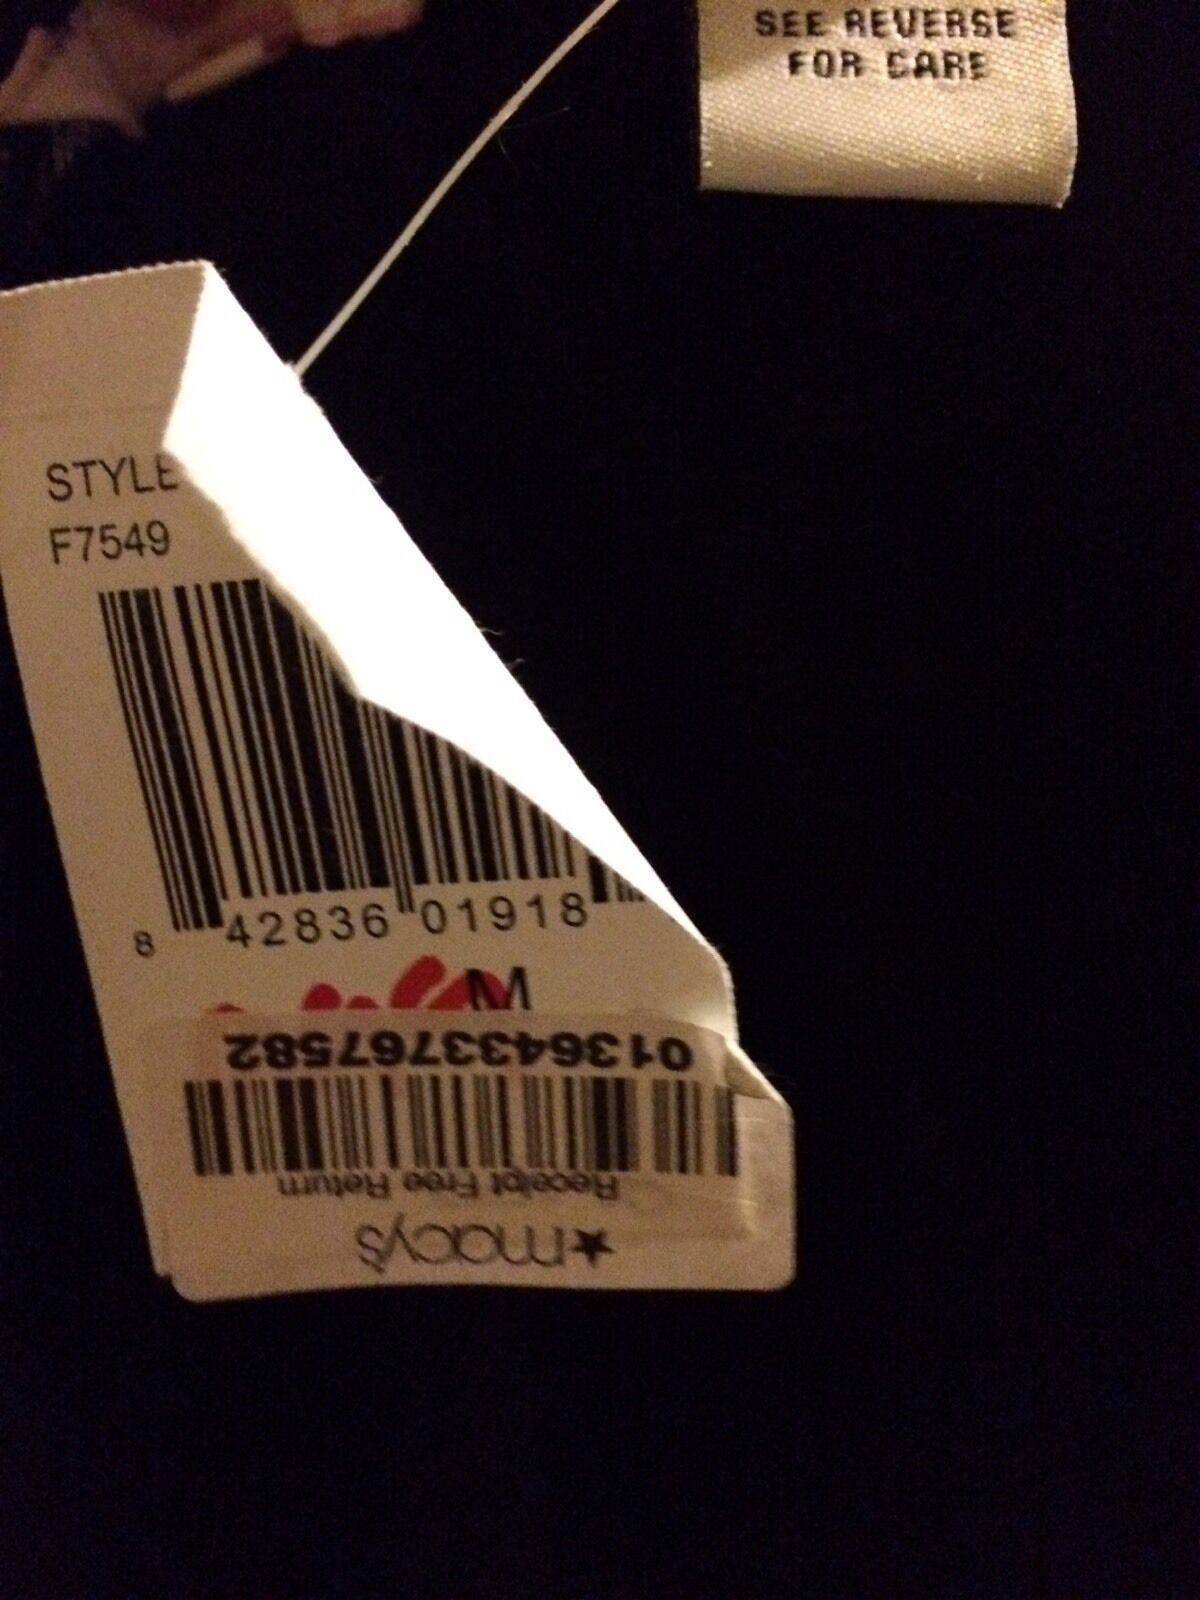 SEE REVERSE
FOR CARE
STYLE
F7549
8 42836 01918
M
0136433767582
Receipt Free Return
★macy's